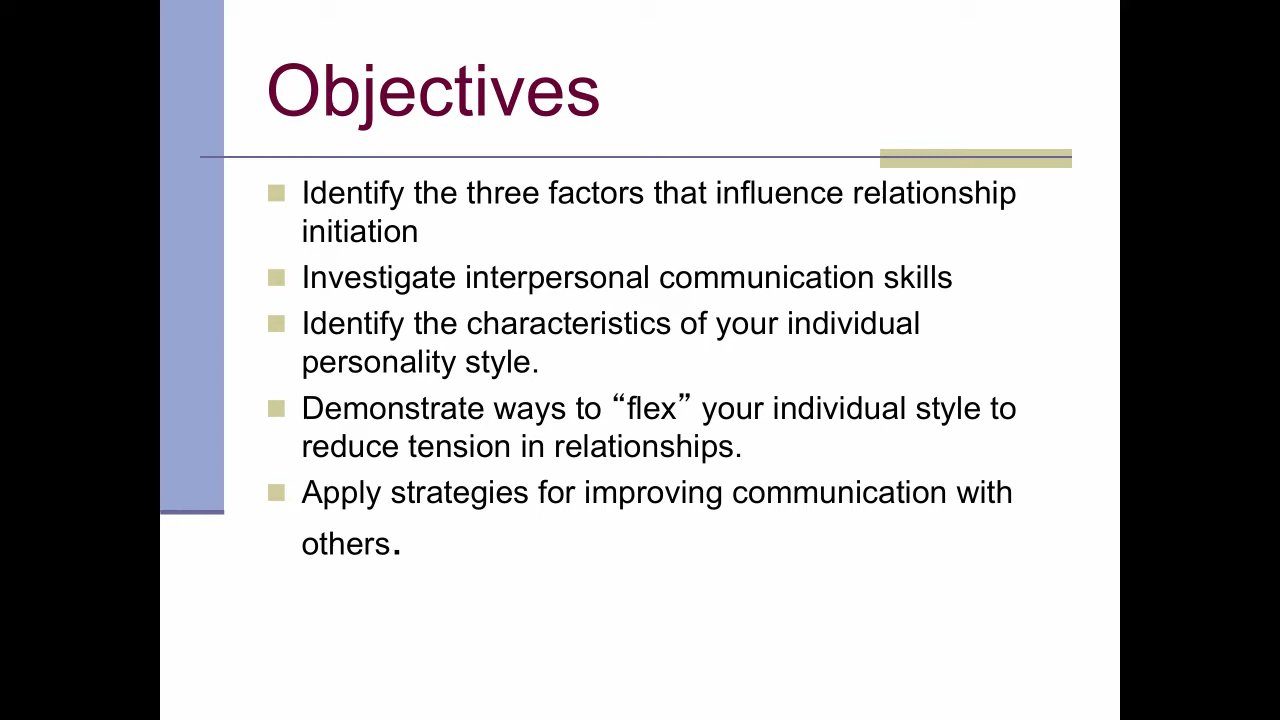 Objectives
Identify the three factors that influence relationship
initiation
Investigate interpersonal communication skills
Identify the characteristics of your individual
personality style.
Demonstrate ways to “flex” your individual style to
reduce tension in relationships.
Apply strategies for improving communication with
others.